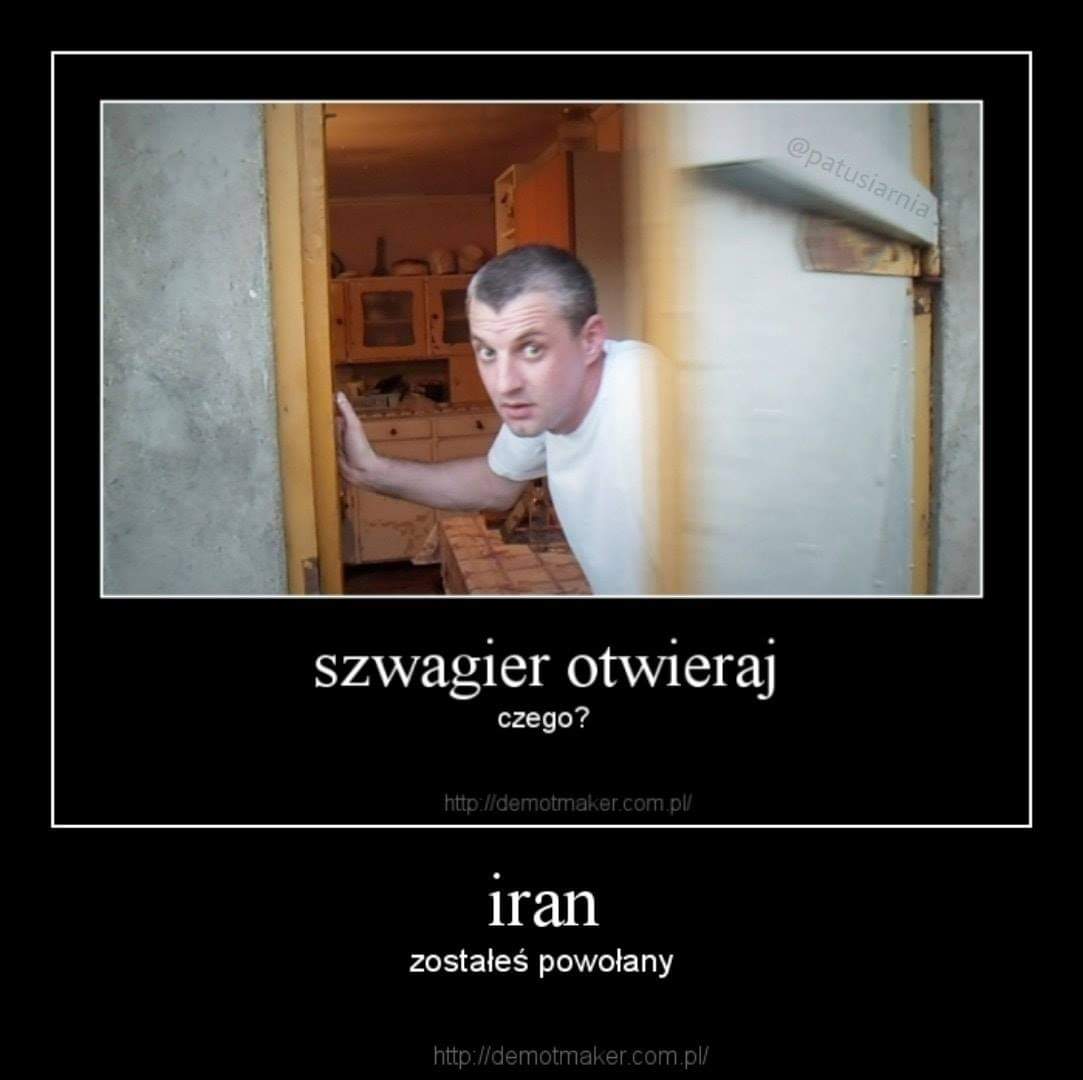 @patusiarnia
szwagier otwieraj
czego?
http://demotmaker.com.pl/
iran
zostałeś powołany
http://demotmaker.com.pl/